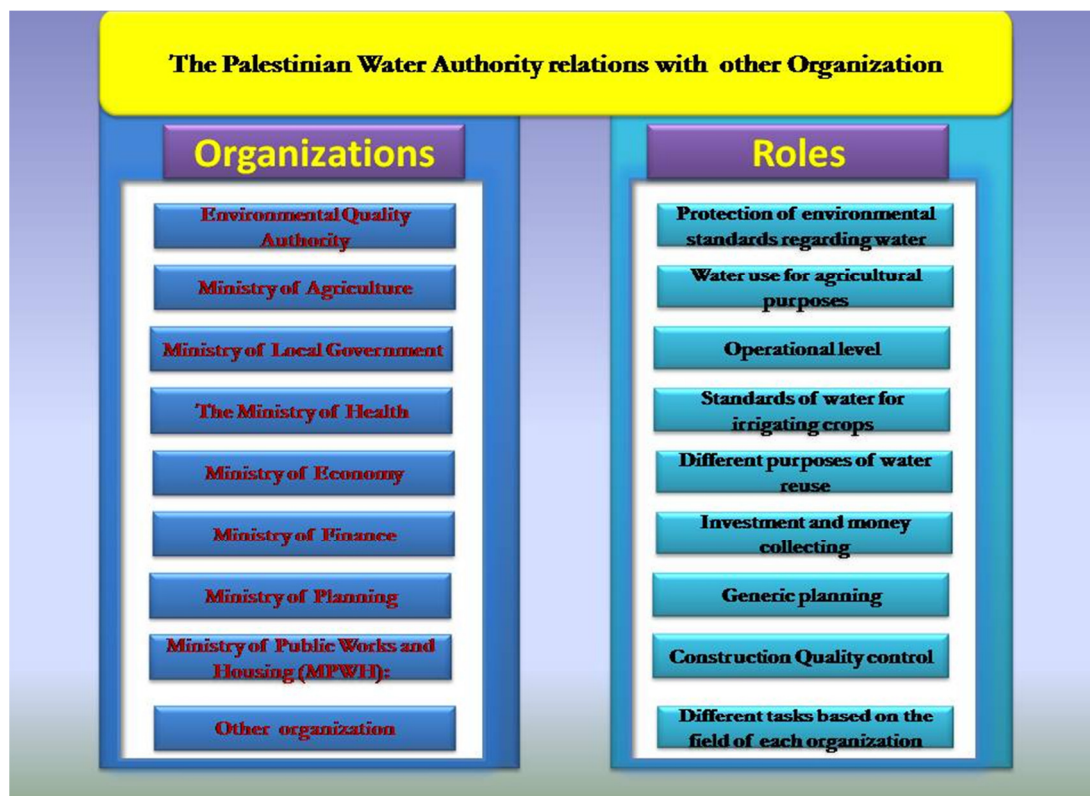 The Palestinian Water Authority relations with other Organization
Organizations
Environmental Quality
Authority
Ministry of Agriculture
Ministry of Local Government
The Ministry of Health
Ministry of Economy
Ministry of Finance
Ministry of Planning
Ministry of Public Works and
Housing (MPWH):
Other organization
Roles
Protection of environmental
standards regarding water
Water use for agricultural
purposes
Operational level
Standards of water for
irrigating crops
Different purposes of water
reuse
Investment and money
collecting
Generic planning
Construction Quality control
Different tasks based on the
field of each organization